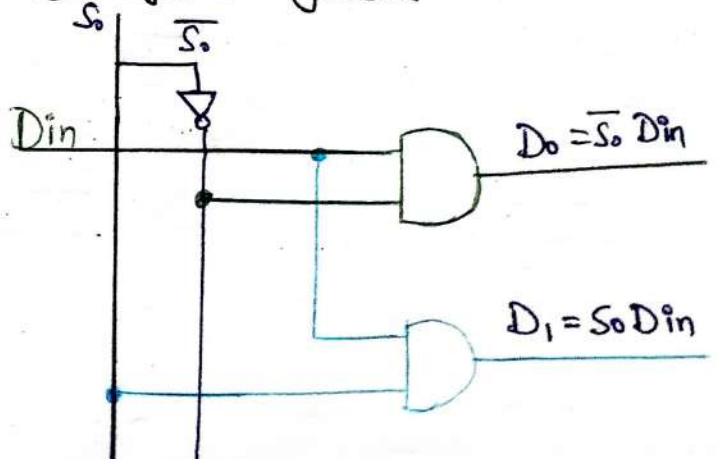 S₀
S̅₀
Din
D₀ = S̅₀ Din
D₁ = S₀ Din